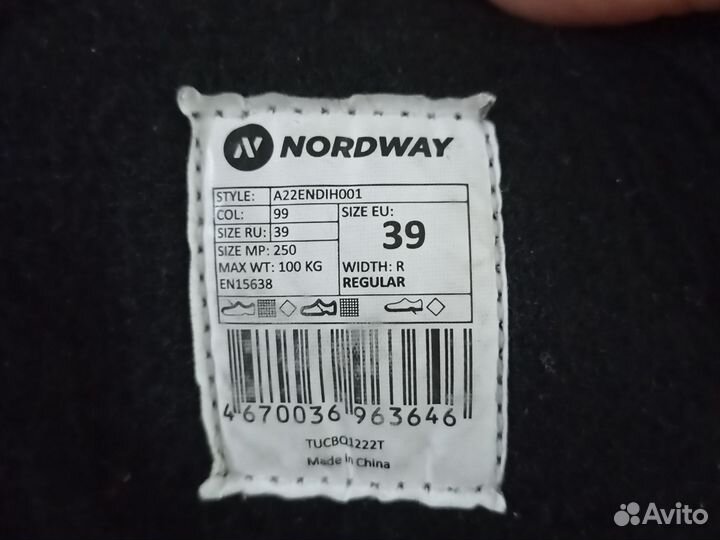 NORDWAY
STYLE: A22ENDIH001
COL: 99
SIZE RU: 39
SIZE MP: 250
MAX WT: 100 KG
EN15638
SIZE EU:
39
WIDTH: R
REGULAR
4 670036 963646
TUCBQ1222T
Made in China
Avito